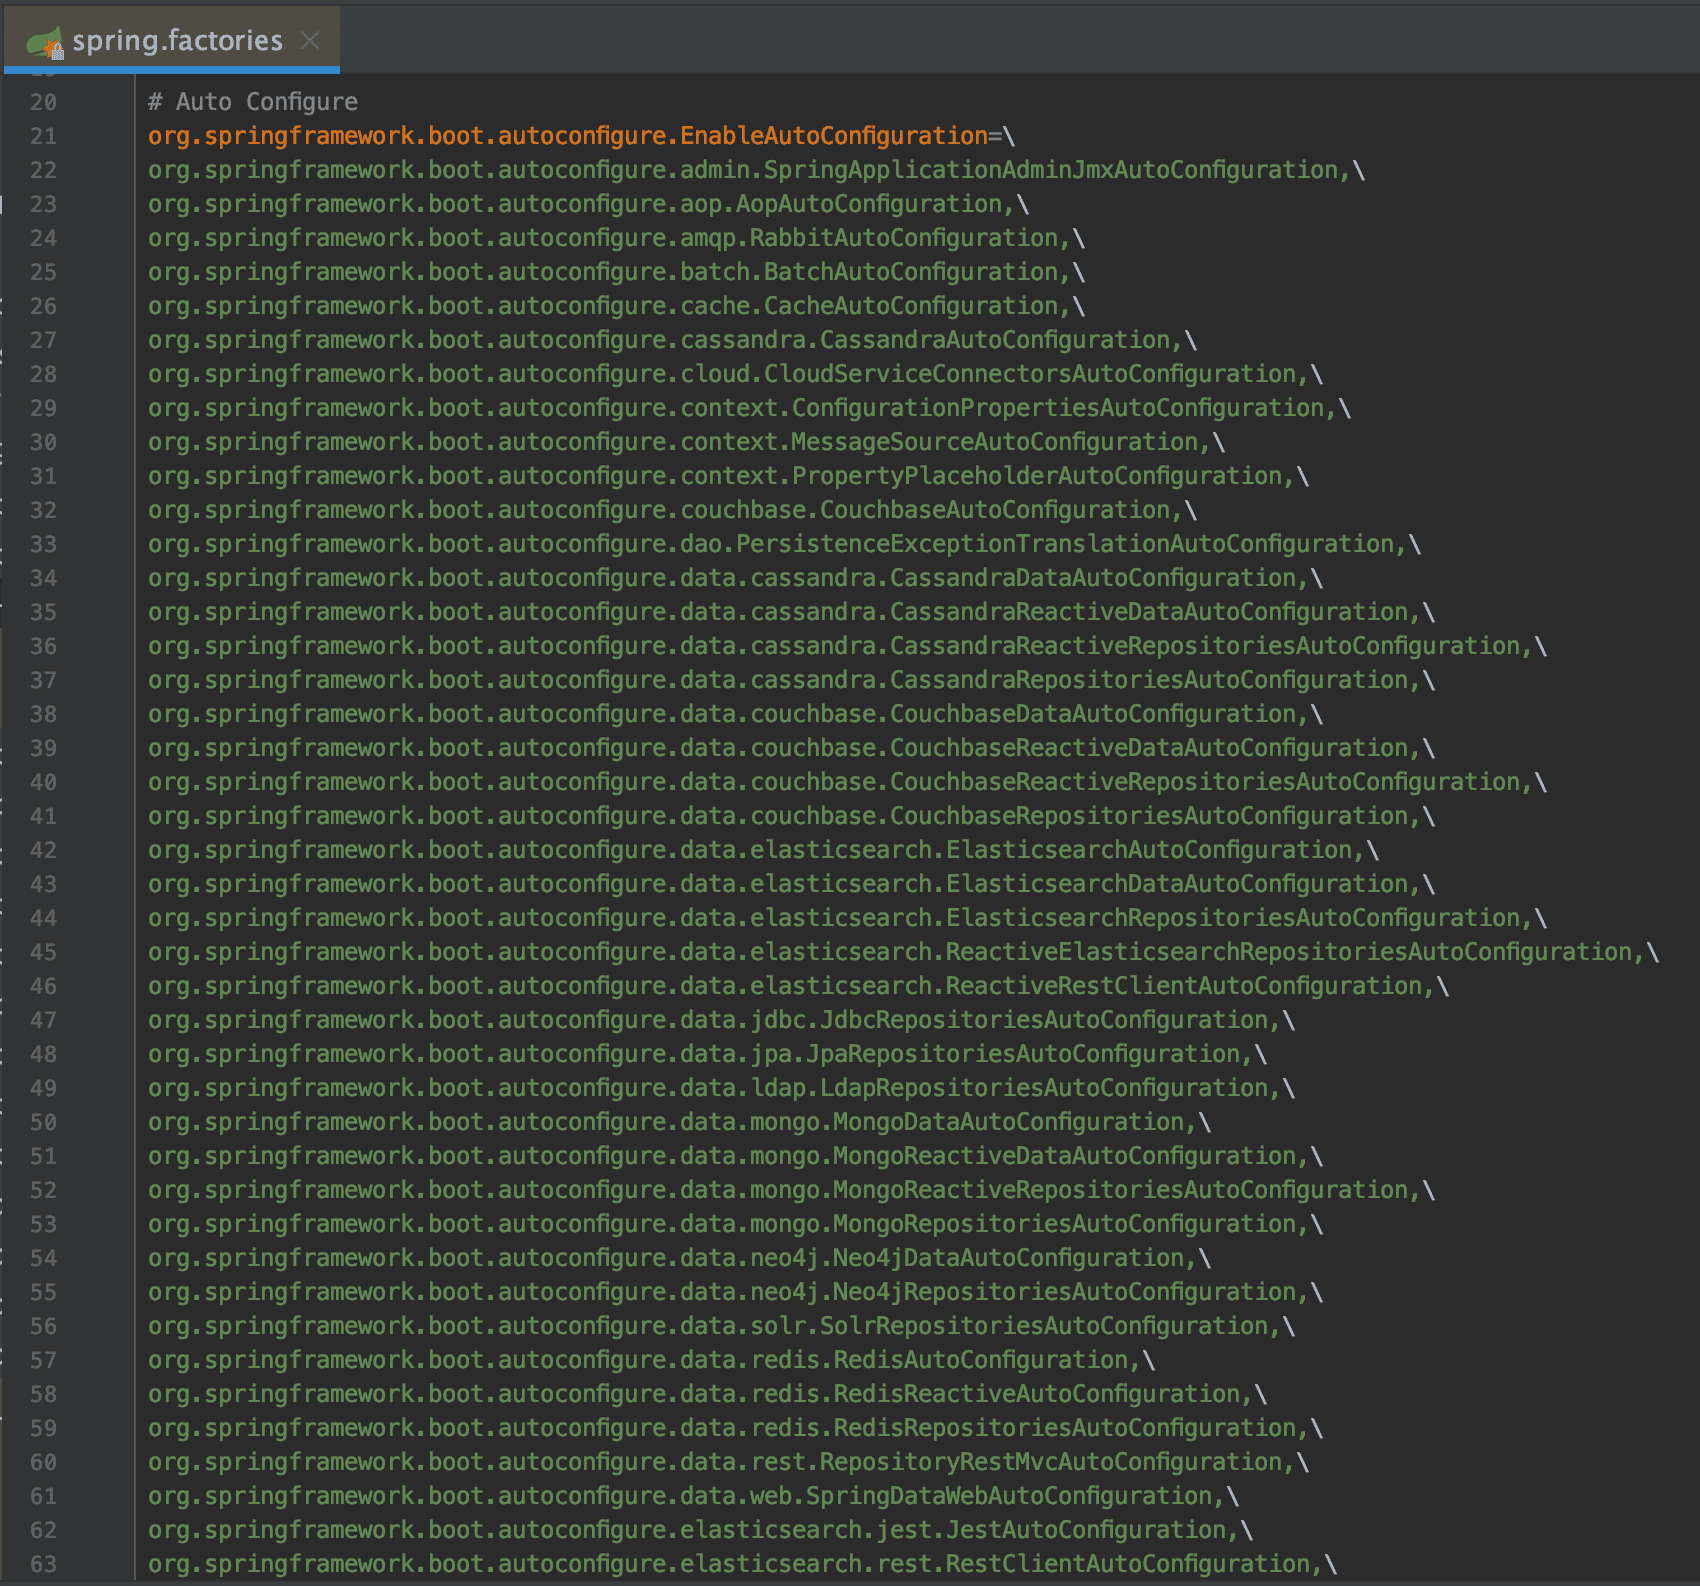 spring.factories
20 # Auto Configure
21 org.springframework.boot.autoconfigure.EnableAutoConfiguration=\
22 org.springframework.boot.autoconfigure.admin.SpringApplicationAdminJmxAutoConfiguration,\
23 org.springframework.boot.autoconfigure.aop.AopAutoConfiguration,\
24 org.springframework.boot.autoconfigure.amqp.RabbitAutoConfiguration,\
25 org.springframework.boot.autoconfigure.batch.BatchAutoConfiguration,\
26 org.springframework.boot.autoconfigure.cache.CacheAutoConfiguration,\
27 org.springframework.boot.autoconfigure.cassandra.CassandraAutoConfiguration,\
28 org.springframework.boot.autoconfigure.cloud.CloudServiceConnectorsAutoConfiguration,\
29 org.springframework.boot.autoconfigure.context.ConfigurationPropertiesAutoConfiguration,\
30 org.springframework.boot.autoconfigure.context.MessageSourceAutoConfiguration,\
31 org.springframework.boot.autoconfigure.context.PropertyPlaceholderAutoConfiguration,\
32 org.springframework.boot.autoconfigure.couchbase.CouchbaseAutoConfiguration,\
33 org.springframework.boot.autoconfigure.dao.PersistenceExceptionTranslationAutoConfiguration,\
34 org.springframework.boot.autoconfigure.data.cassandra.CassandraDataAutoConfiguration,\
35 org.springframework.boot.autoconfigure.data.cassandra.CassandraReactiveDataAutoConfiguration,\
36 org.springframework.boot.autoconfigure.data.cassandra.CassandraReactiveRepositoriesAutoConfiguration,\
37 org.springframework.boot.autoconfigure.data.cassandra.CassandraRepositoriesAutoConfiguration,\
38 org.springframework.boot.autoconfigure.data.couchbase.CouchbaseDataAutoConfiguration,\
39 org.springframework.boot.autoconfigure.data.couchbase.CouchbaseReactiveDataAutoConfiguration,\
40 org.springframework.boot.autoconfigure.data.couchbase.CouchbaseReactiveRepositoriesAutoConfiguration,\
41 org.springframework.boot.autoconfigure.data.couchbase.CouchbaseRepositoriesAutoConfiguration,\
42 org.springframework.boot.autoconfigure.data.elasticsearch.ElasticsearchAutoConfiguration,\
43 org.springframework.boot.autoconfigure.data.elasticsearch.ElasticsearchDataAutoConfiguration,\
44 org.springframework.boot.autoconfigure.data.elasticsearch.ElasticsearchRepositoriesAutoConfiguration,\
45 org.springframework.boot.autoconfigure.data.elasticsearch.ReactiveElasticsearchRepositoriesAutoConfiguration,\
46 org.springframework.boot.autoconfigure.data.elasticsearch.ReactiveRestClientAutoConfiguration,\
47 org.springframework.boot.autoconfigure.data.jdbc.JdbcRepositoriesAutoConfiguration,\
48 org.springframework.boot.autoconfigure.data.jpa.JpaRepositoriesAutoConfiguration,\
49 org.springframework.boot.autoconfigure.data.ldap.LdapRepositoriesAutoConfiguration,\
50 org.springframework.boot.autoconfigure.data.mongo.MongoDataAutoConfiguration,\
51 org.springframework.boot.autoconfigure.data.mongo.MongoReactiveDataAutoConfiguration,\
52 org.springframework.boot.autoconfigure.data.mongo.MongoReactiveRepositoriesAutoConfiguration,\
53 org.springframework.boot.autoconfigure.data.mongo.MongoRepositoriesAutoConfiguration,\
54 org.springframework.boot.autoconfigure.data.neo4j.Neo4jDataAutoConfiguration,\
55 org.springframework.boot.autoconfigure.data.neo4j.Neo4jRepositoriesAutoConfiguration,\
56 org.springframework.boot.autoconfigure.data.solr.SolrRepositoriesAutoConfiguration,\
57 org.springframework.boot.autoconfigure.data.redis.RedisAutoConfiguration,\
58 org.springframework.boot.autoconfigure.data.redis.RedisReactiveAutoConfiguration,\
59 org.springframework.boot.autoconfigure.data.redis.RedisRepositoriesAutoConfiguration,\
60 org.springframework.boot.autoconfigure.data.rest.RepositoryRestMvcAutoConfiguration,\
61 org.springframework.boot.autoconfigure.data.web.SpringDataWebAutoConfiguration,\
62 org.springframework.boot.autoconfigure.elasticsearch.jest.JestAutoConfiguration,\
63 org.springframework.boot.autoconfigure.elasticsearch.rest.RestClientAutoConfiguration,\